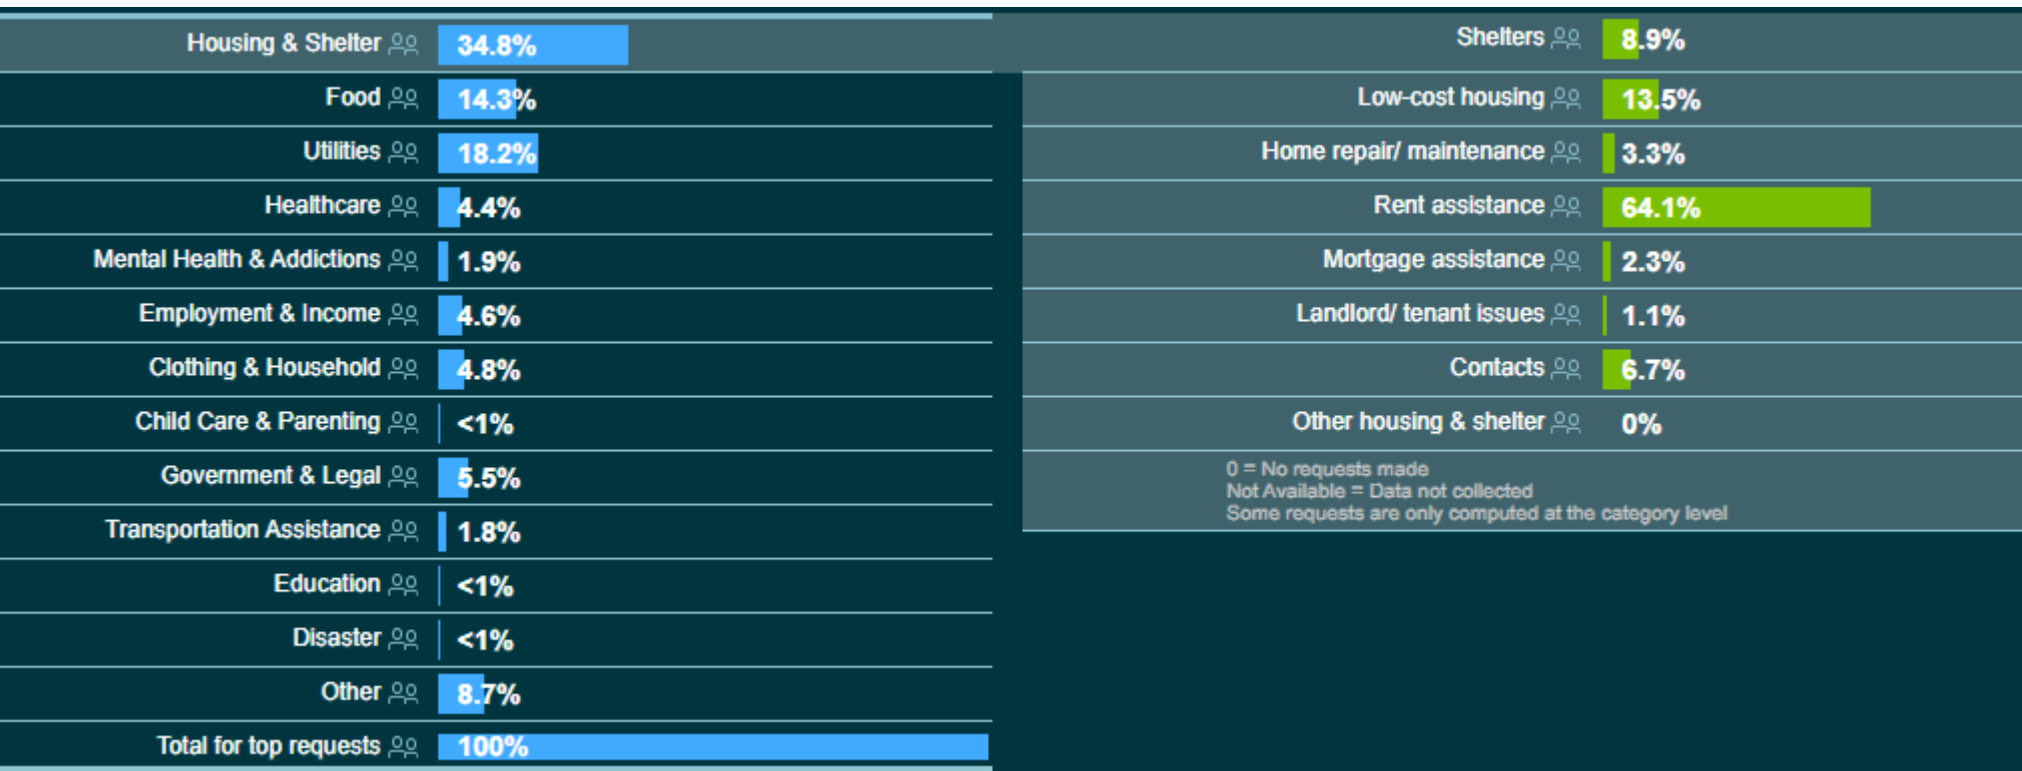 Housing & Shelter 34.8%
Food 14.3%
Utilities 18.2%
Healthcare 4.4%
Mental Health & Addictions 1.9%
Employment & Income 4.6%
Clothing & Household 4.8%
Child Care & Parenting <1%
Government & Legal 5.5%
Transportation Assistance 1.8%
Education <1%
Disaster <1%
Other 8.7%
Total for top requests 100%
Shelters 8.9%
Low-cost housing 13.5%
Home repair/ maintenance 3.3%
Rent assistance 64.1%
Mortgage assistance 2.3%
Landlord/ tenant issues 1.1%
Contacts 6.7%
Other housing & shelter 0%
0 = No requests made
Not Available = Data not collected
Some requests are only computed at the category level